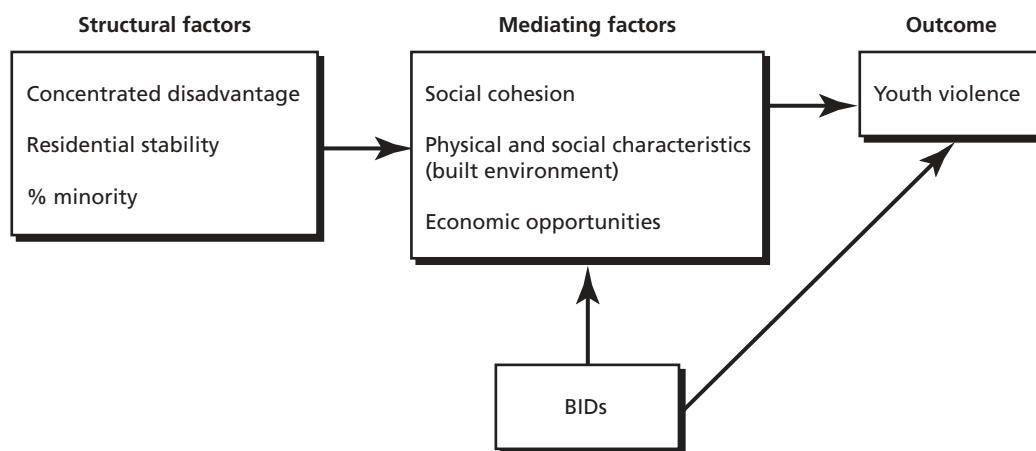 Structural factors
Concentrated disadvantage
Residential stability
% minority
Mediating factors
Social cohesion
Physical and social characteristics
(built environment)
Economic opportunities
Outcome
Youth violence
BIDs